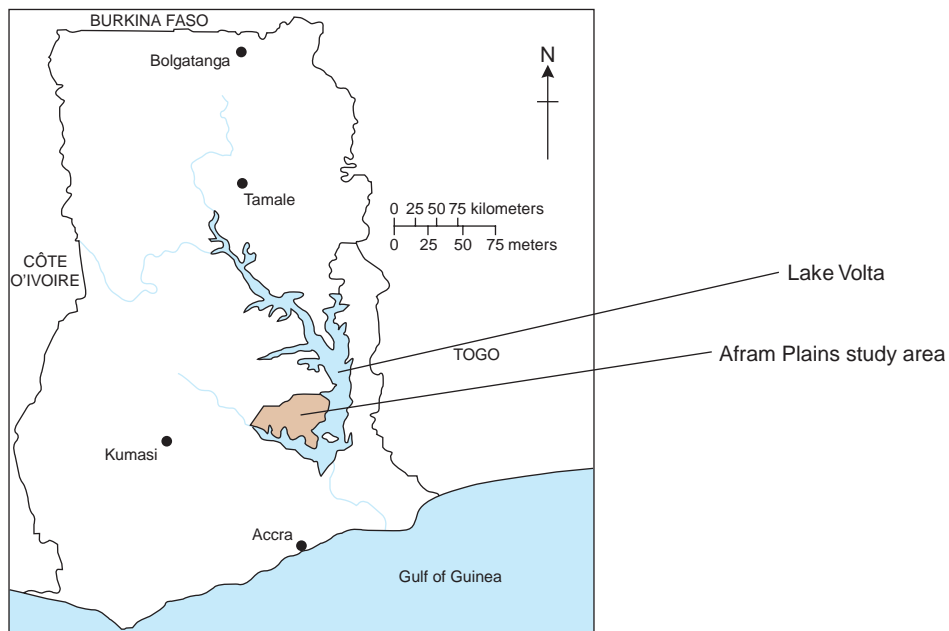 BURKINA FASO
Bolgatanga
N
Tamale
0 25 50 75 kilometers
0 25 50 75 meters
CÔTE
O'IVOIRE
Lake Volta
TOGO
Afram Plains study area
Kumasi
Accra
Gulf of Guinea